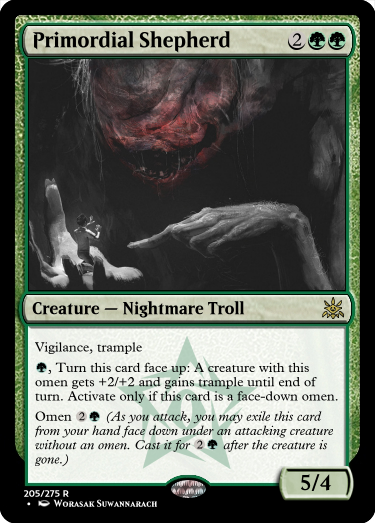 Primordial Shepherd 2
Creature — Nightmare Troll
Vigilance, trample
, Turn this card face up: A creature with this
omen gets +2/+2 and gains trample until end of
turn. Activate only if this card is a face-down omen.
Omen 2 (As you attack, you may exile this card
from your hand face down under an attacking creature
without an omen. Cast it for 2 after the creature is
gone.)
5/4
205/275 R
• Worasak Suwannarach